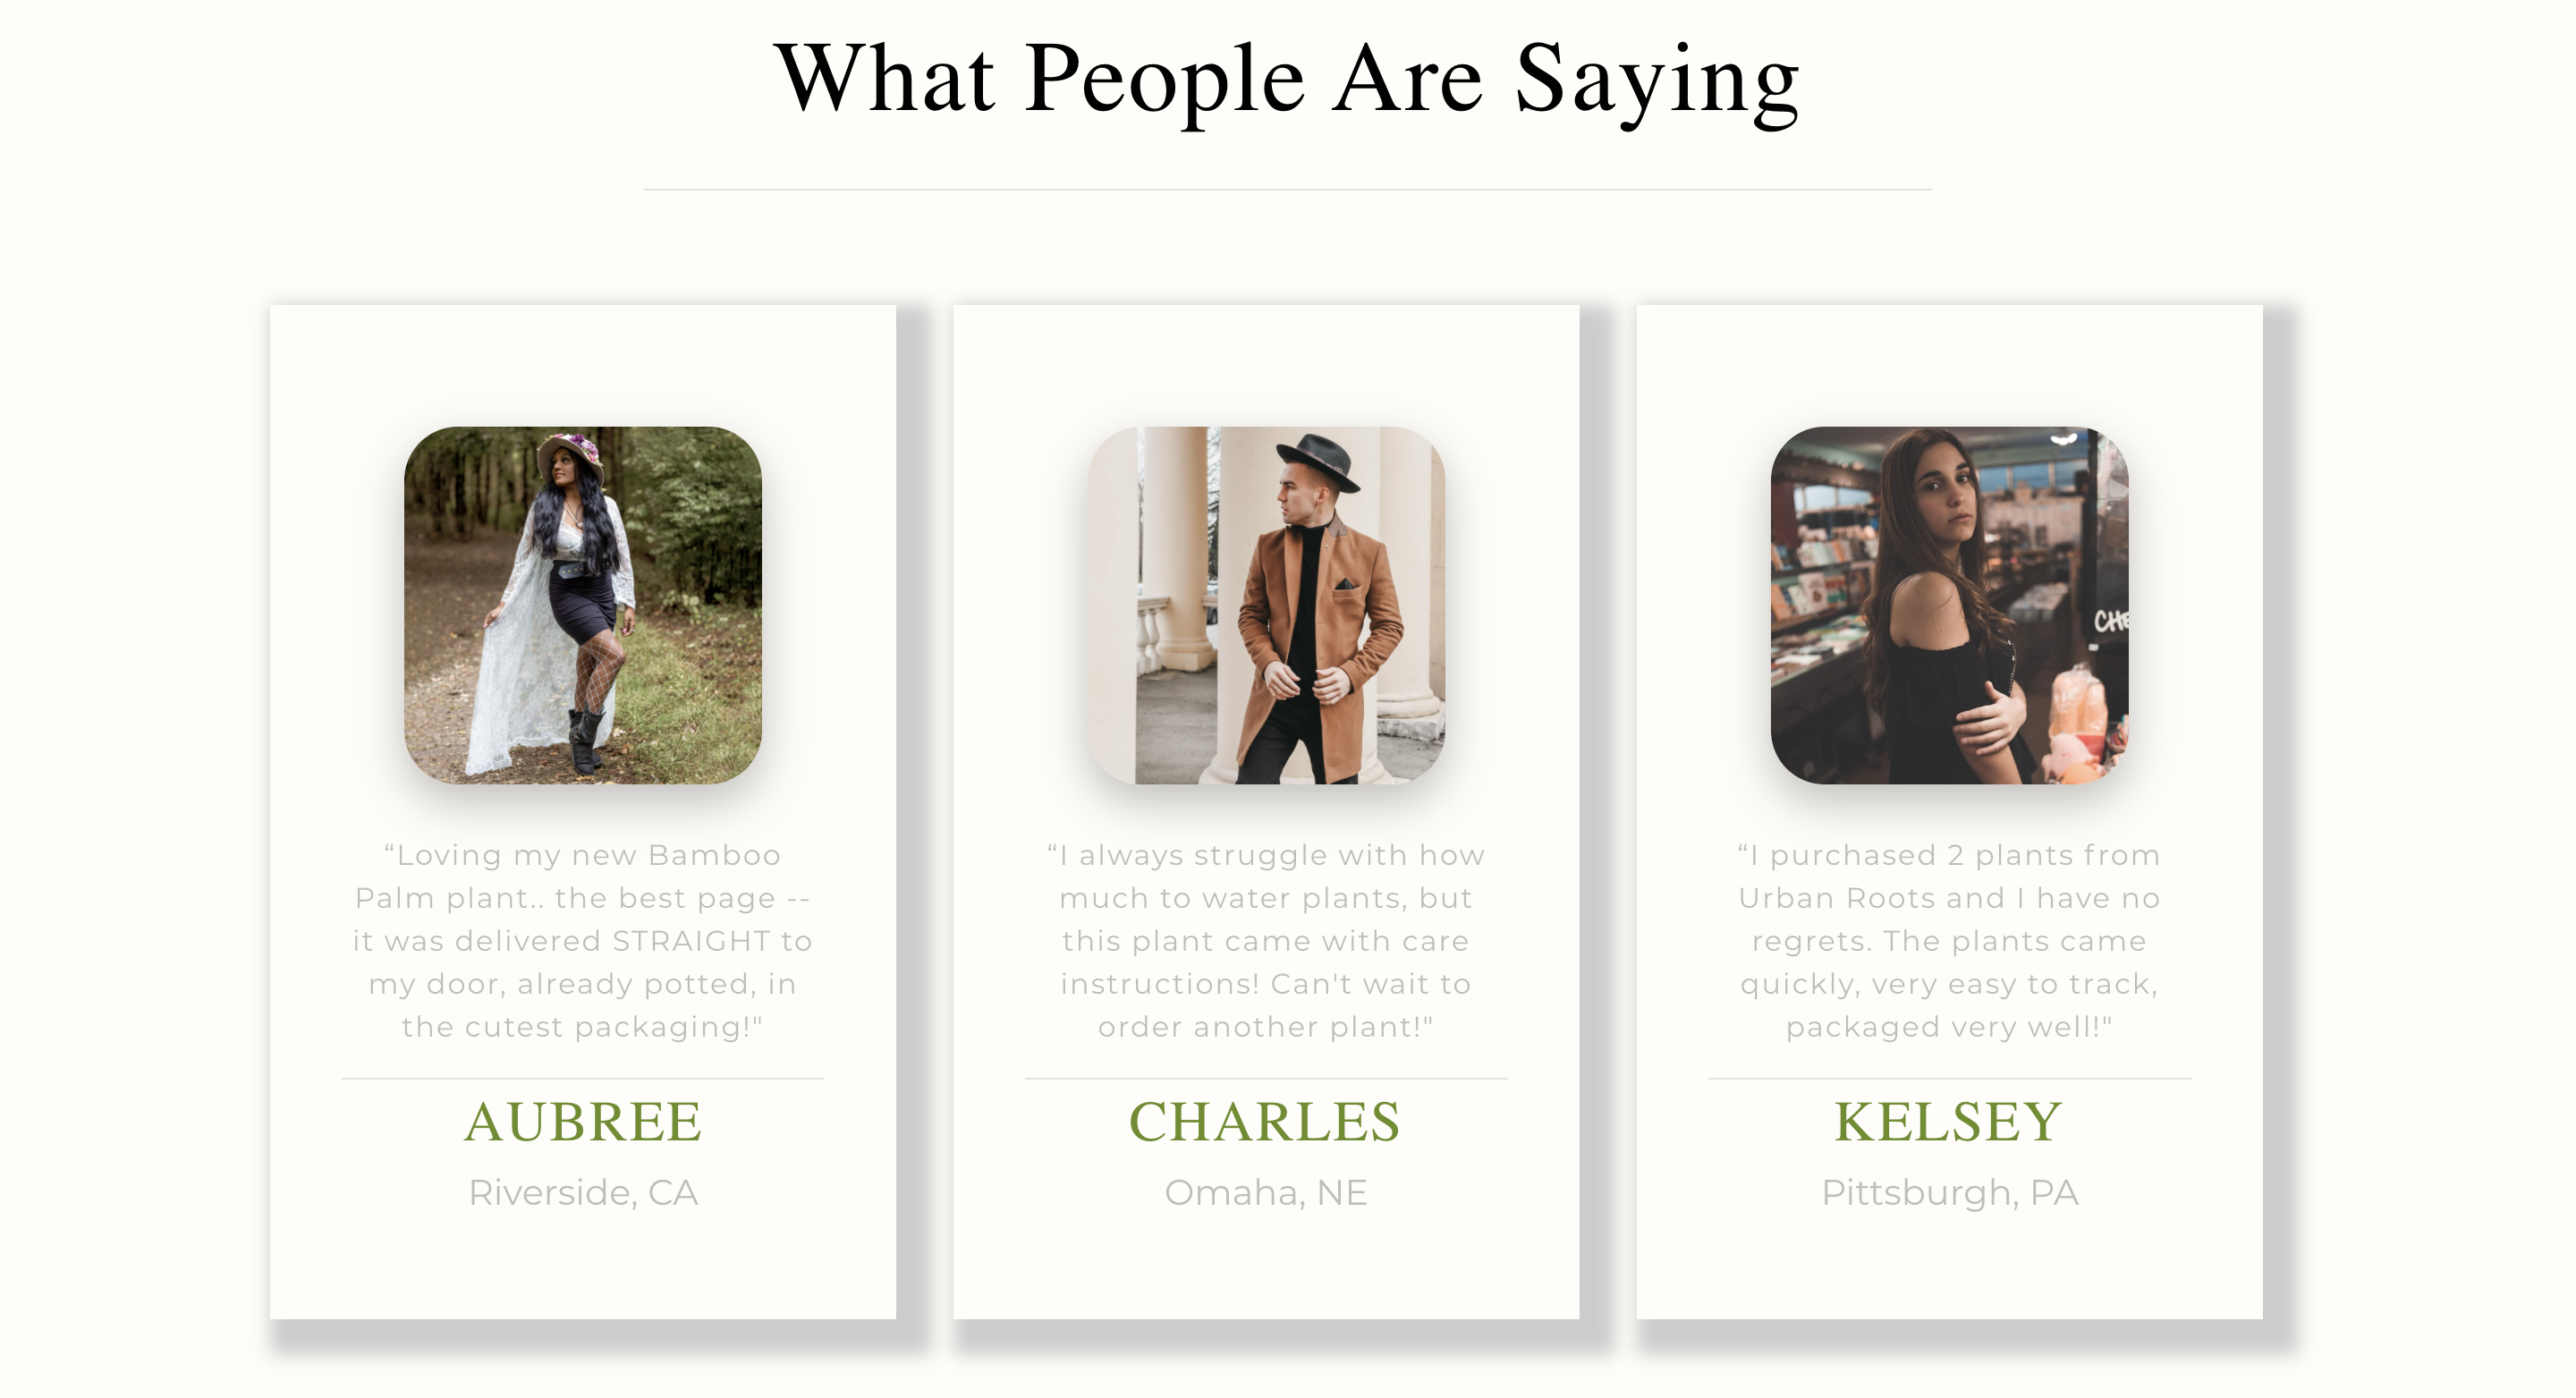 What People Are Saying
“Loving my new Bamboo
Palm plant.. the best page --
it was delivered STRAIGHT to
my door, already potted, in
the cutest packaging!"
AUBREE
Riverside, CA
“I always struggle with how
much to water plants, but
this plant came with care
instructions! Can't wait to
order another plant!"
CHARLES
Omaha, NE
CHE
“I purchased 2 plants from
Urban Roots and I have no
regrets. The plants came
quickly, very easy to track,
packaged very well!"
KELSEY
Pittsburgh, PA